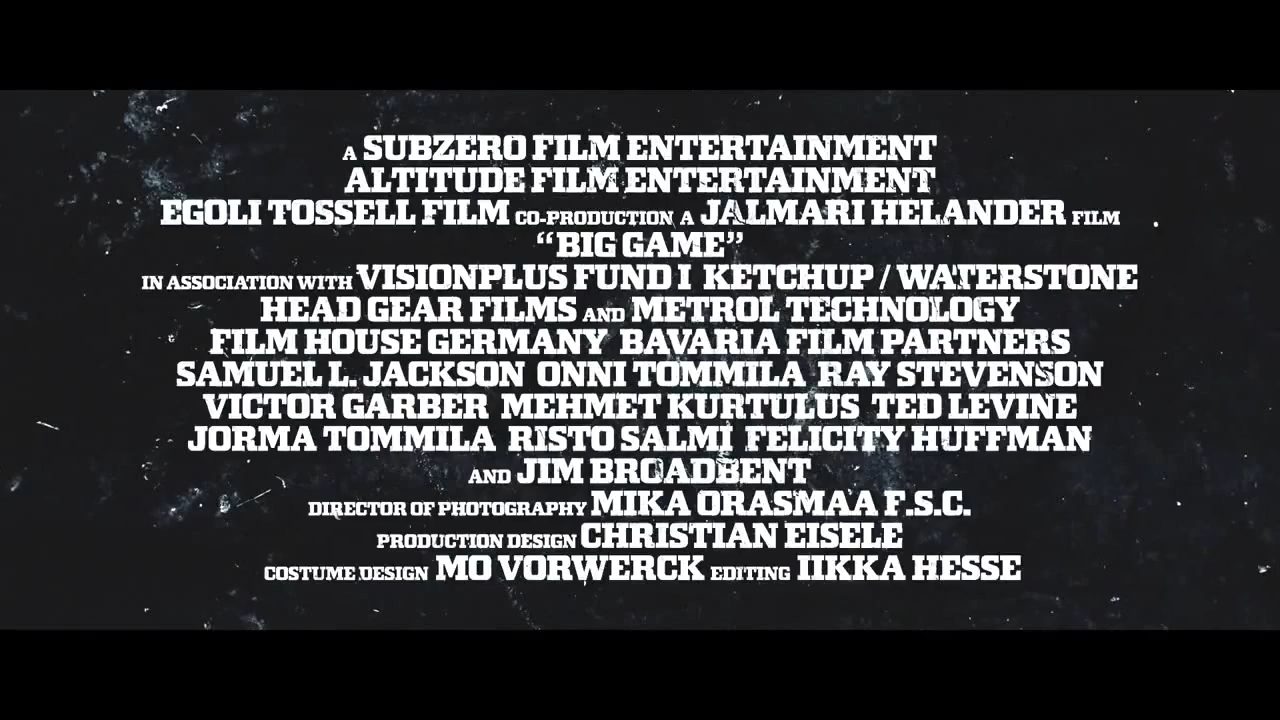 A SUBZERO FILM ENTERTAINMENT
ALTITUDE FILM ENTERTAINMENT
EGOLI TOSSELL FILM CO-PRODUCTION A JALMARI HELANDER FILM
“BIG GAME”
IN ASSOCIATION WITH VISIONPLUS FUND I KETCHUP / WATERSTONE
HEAD GEAR FILMS AND METROL TECHNOLOGY
FILM HOUSE GERMANY BAVARIA FILM PARTNERS
SAMUEL L. JACKSON ONNI TOMMILA RAY STEVENSON
VICTOR GARBER MEHMET KURTULUS TED LEVINE
JORMA TOMMILA RISTO SALMI FELICITY HUFFMAN
AND JIM BROADBENT
DIRECTOR OF PHOTOGRAPHY MIKA ORASMAA F.S.C.
PRODUCTION DESIGN CHRISTIAN EISELE
COSTUME DESIGN MO VORWERCK EDITING IIKKA HESSE